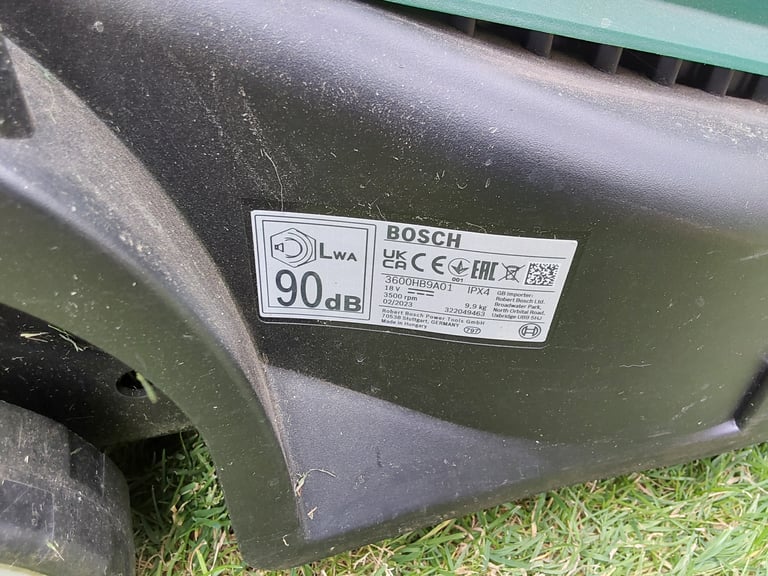 LWA
90dB
BOSCH
UK
CA CE 001 EAC
3600HB9A01 IPX4
18 V
3500 rpm 9,9 kg
02/2023 322049463
Robert Bosch Power Tools GmbH
70538 Stuttgart, GERMANY
Made in Hungary 797
GB Importer:
Robert Bosch Ltd.
Broadwater Park,
North Orbital Road,
Uxbridge UB9 5HJ